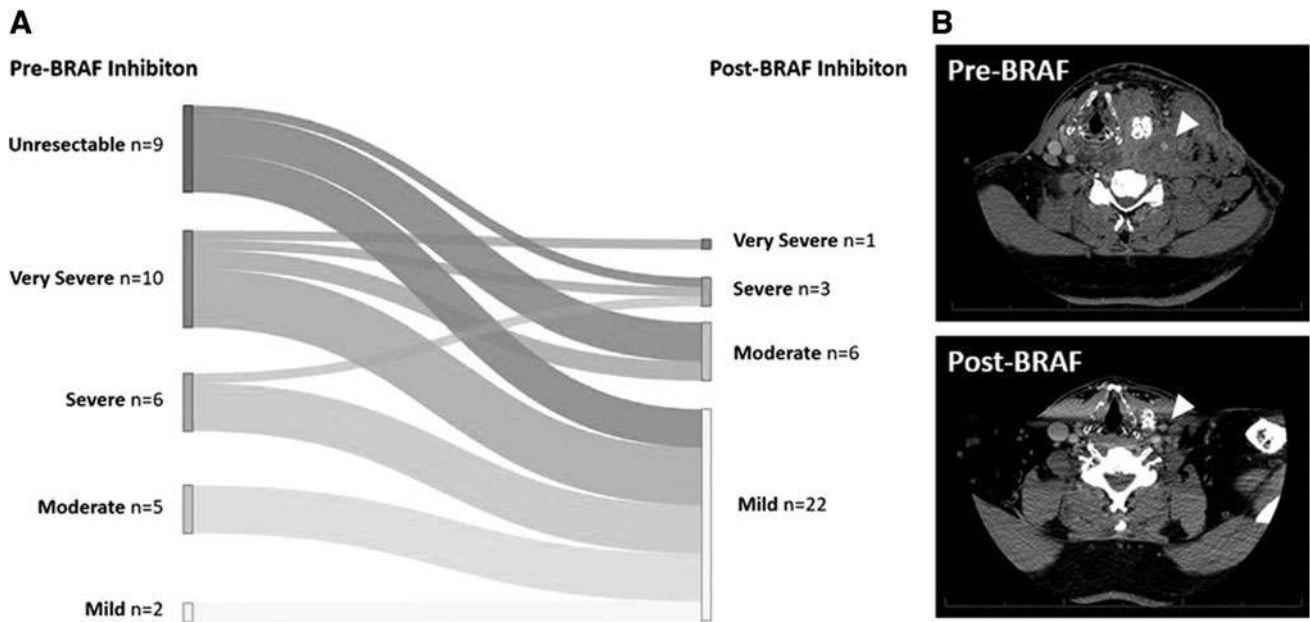 A
B
Pre-BRAF Inhibiton
Post-BRAF Inhibiton
Unresectable n=9
Very Severe n=10
Severe n=6
Moderate n=5
Mild n=2
Very Severe n=1
Severe n=3
Moderate n=6
Mild n=22
Pre-BRAF
Post-BRAF